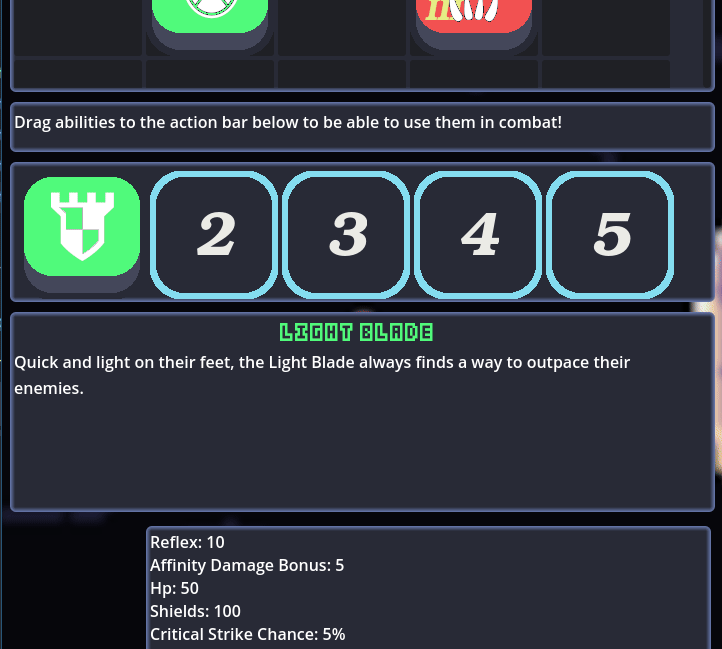 Drag abilities to the action bar below to be able to use them in combat!
2 3 4 5
LIGHT BLADE
Quick and light on their feet, the Light Blade always finds a way to outpace their
enemies.
Reflex: 10
Affinity Damage Bonus: 5
Hp: 50
Shields: 100
Critical Strike Chance: 5%